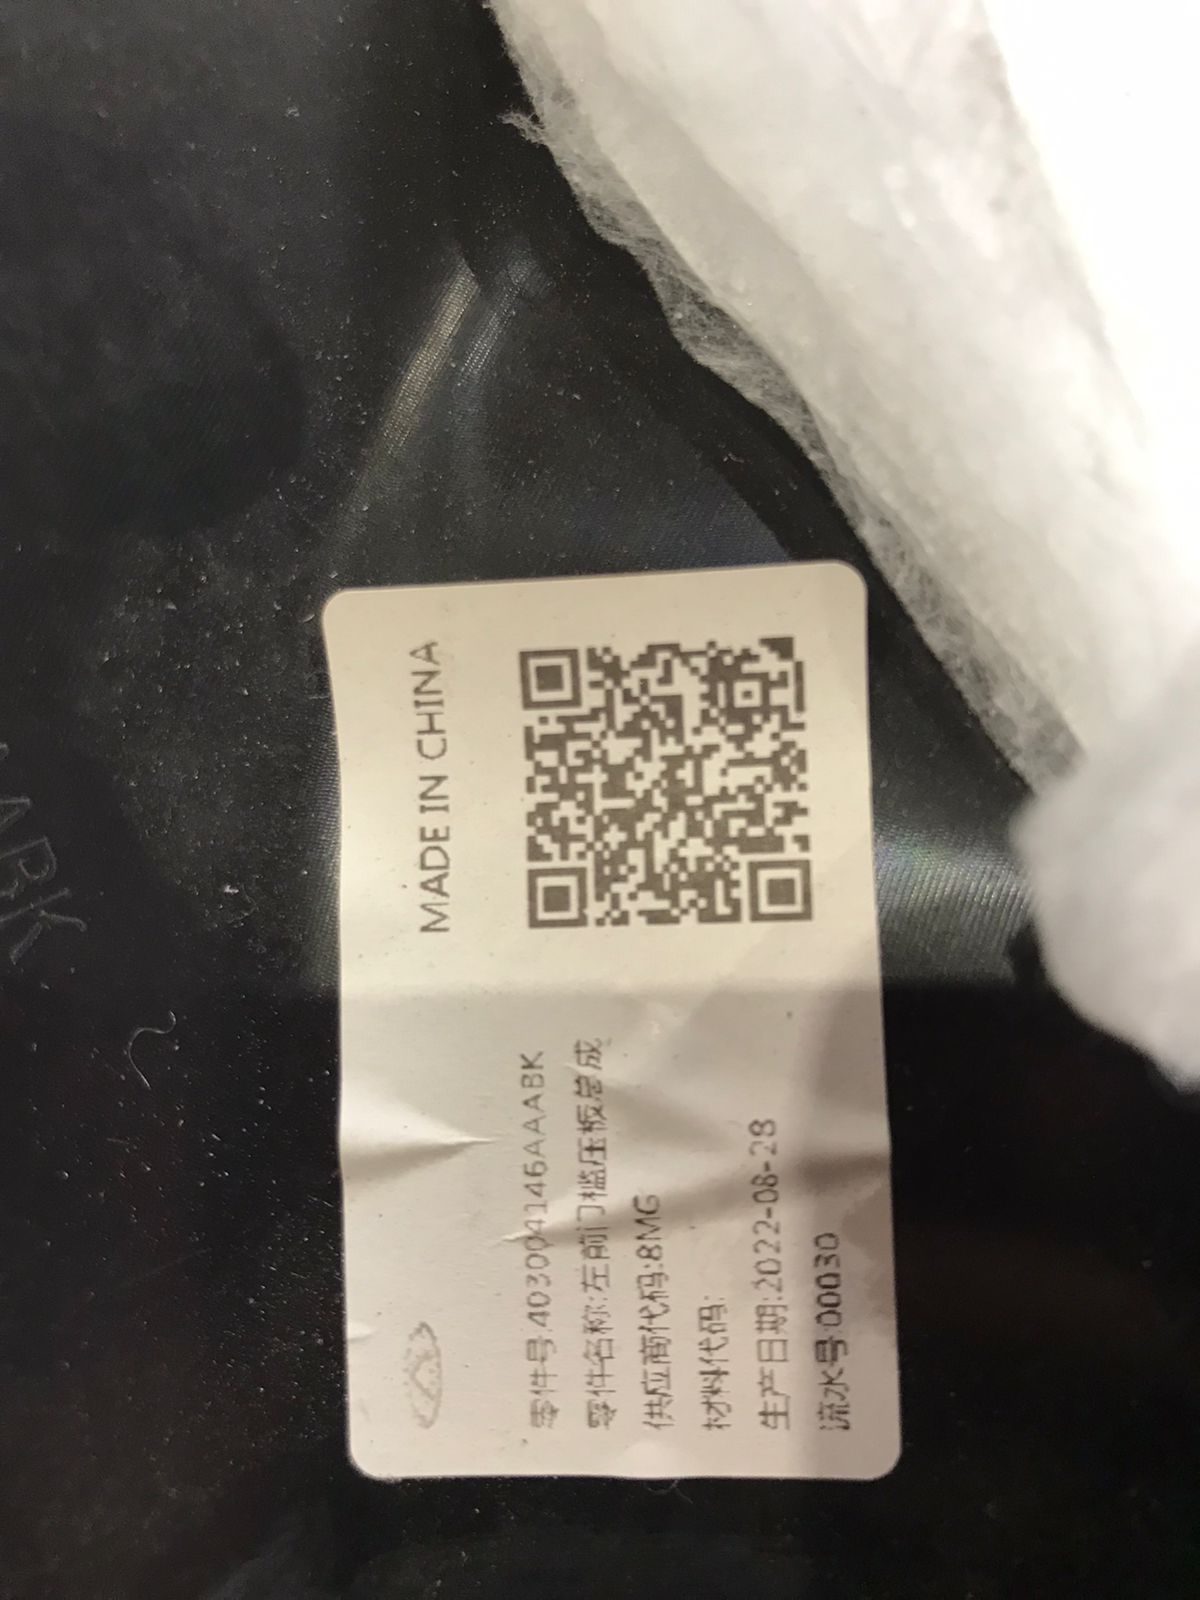 MADE IN CHINA
零件号:403004146AAABK
零件名称:左前门槛压板总成
供应商代码:8MG
材料代码:
生产日期:2022-08-28
流水号:00030
ABK